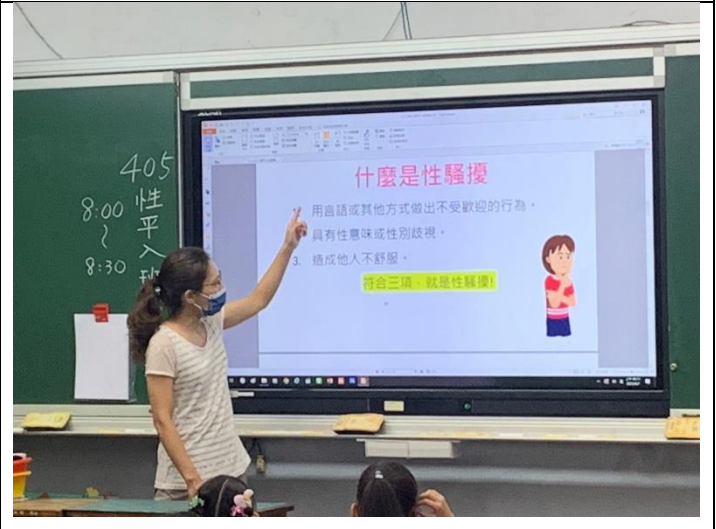 405
性平入班
8:00
~
8:30
什麼是性騷擾
用言語或其他方式做出不受歡迎的行為。
具有性意味或性別歧視。
3. 造成他人不舒服。
符合三項，就是性騷擾!